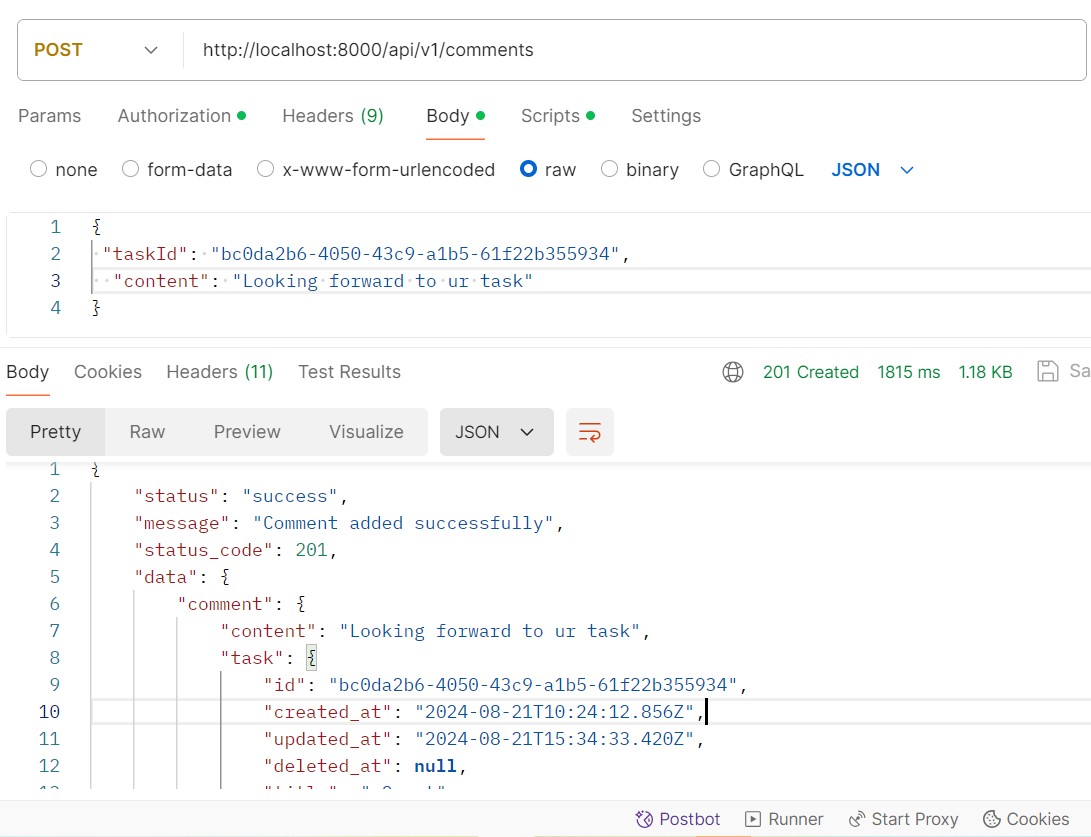 POST http://localhost:8000/api/v1/comments
Params Authorization Headers (9) Body Scripts Settings
none form-data x-www-form-urlencoded raw binary GraphQL JSON
1 {
2 "taskId": "bc0da2b6-4050-43c9-a1b5-61f22b355934",
3 "content": "Looking forward to ur task"
4 }
Body Cookies Headers (11) Test Results 201 Created 1815 ms 1.18 KB Sa
Pretty Raw Preview Visualize JSON
1 {
2 "status": "success",
3 "message": "Comment added successfully",
4 "status_code": 201,
5 "data": {
6 "comment": {
7 "content": "Looking forward to ur task",
8 "task": {
9 "id": "bc0da2b6-4050-43c9-a1b5-61f22b355934",
10 "created_at": "2024-08-21T10:24:12.856Z",
11 "updated_at": "2024-08-21T15:34:33.420Z",
12 "deleted_at": null,
Postbot Runner Start Proxy Cookies